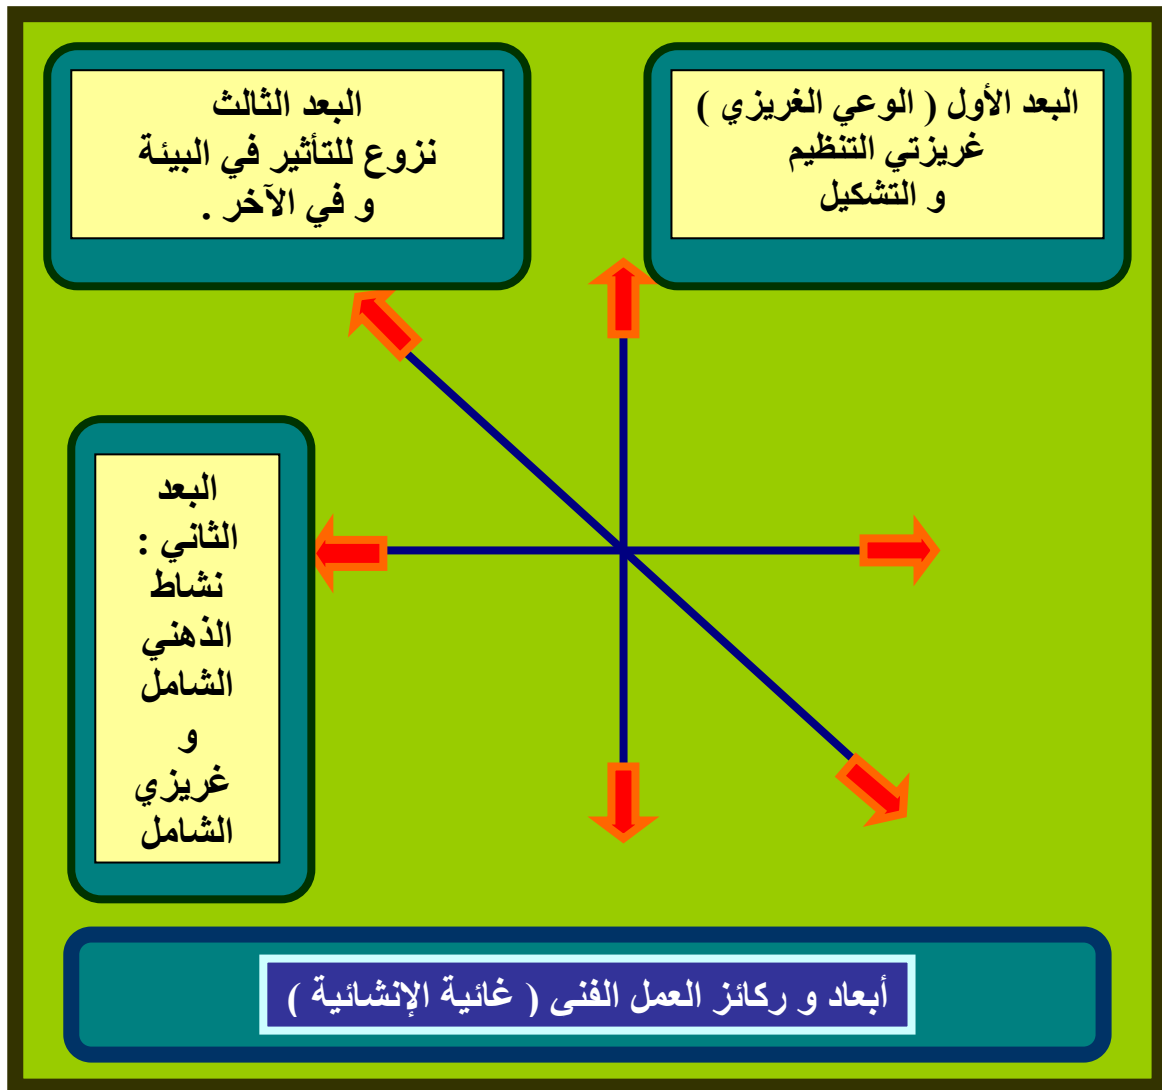 البعد الأول ( الوعي الغريزي )
غريزتي التنظيم
و التشكيل
البعد الثالث
نزوع للتأثير في البيئة
و في الآخر .
البعد
الثاني :
نشاط
الذهني
الشامل
و
غريزي
الشامل
أبعاد و ركائز العمل الفنى ( غائية الإنشائية )